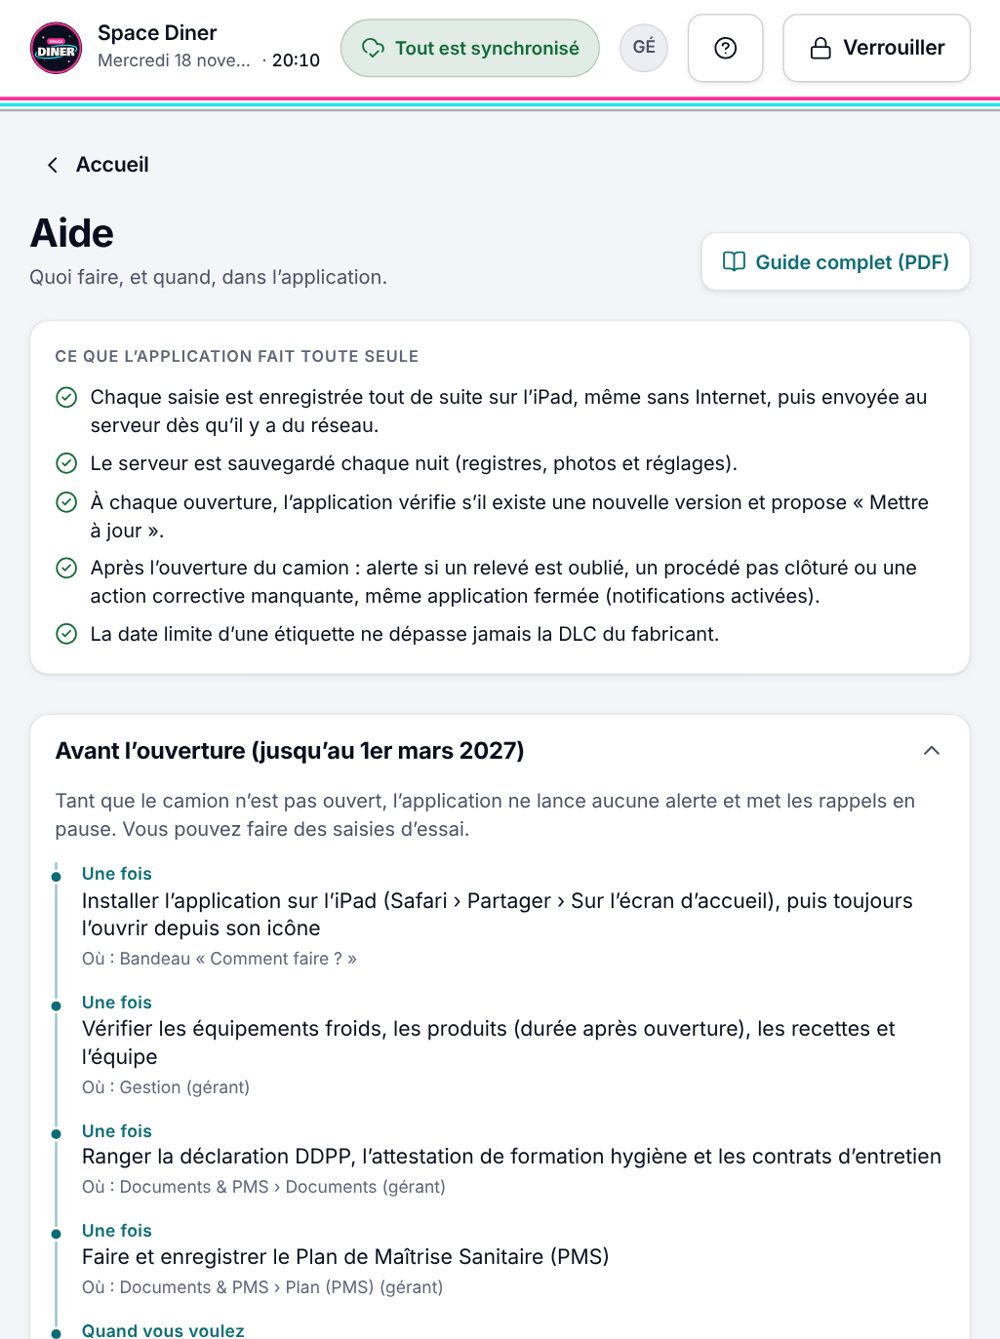 SPACE
DINER
Space Diner
Mercredi 18 nove... · 20:10
Tout est synchronisé
GÉ
Verrouiller
Accueil
Aide
Quoi faire, et quand, dans l’application.
Guide complet (PDF)
CE QUE L’APPLICATION FAIT TOUTE SEULE
Chaque saisie est enregistrée tout de suite sur l’iPad, même sans Internet, puis envoyée au
serveur dès qu’il y a du réseau.
Le serveur est sauvegardé chaque nuit (registres, photos et réglages).
À chaque ouverture, l’application vérifie s’il existe une nouvelle version et propose « Mettre
à jour ».
Après l’ouverture du camion : alerte si un relevé est oublié, un procédé pas clôturé ou une
action corrective manquante, même application fermée (notifications activées).
La date limite d’une étiquette ne dépasse jamais la DLC du fabricant.
Avant l’ouverture (jusqu’au 1er mars 2027)
Tant que le camion n’est pas ouvert, l’application ne lance aucune alerte et met les rappels en
pause. Vous pouvez faire des saisies d’essai.
Une fois
Installer l’application sur l’iPad (Safari › Partager › Sur l’écran d’accueil), puis toujours
l’ouvrir depuis son icône
Où : Bandeau « Comment faire ? »
Une fois
Vérifier les équipements froids, les produits (durée après ouverture), les recettes et
l’équipe
Où : Gestion (gérant)
Une fois
Ranger la déclaration DDPP, l’attestation de formation hygiène et les contrats d’entretien
Où : Documents & PMS › Documents (gérant)
Une fois
Faire et enregistrer le Plan de Maîtrise Sanitaire (PMS)
Où : Documents & PMS › Plan (PMS) (gérant)
Quand vous voulez